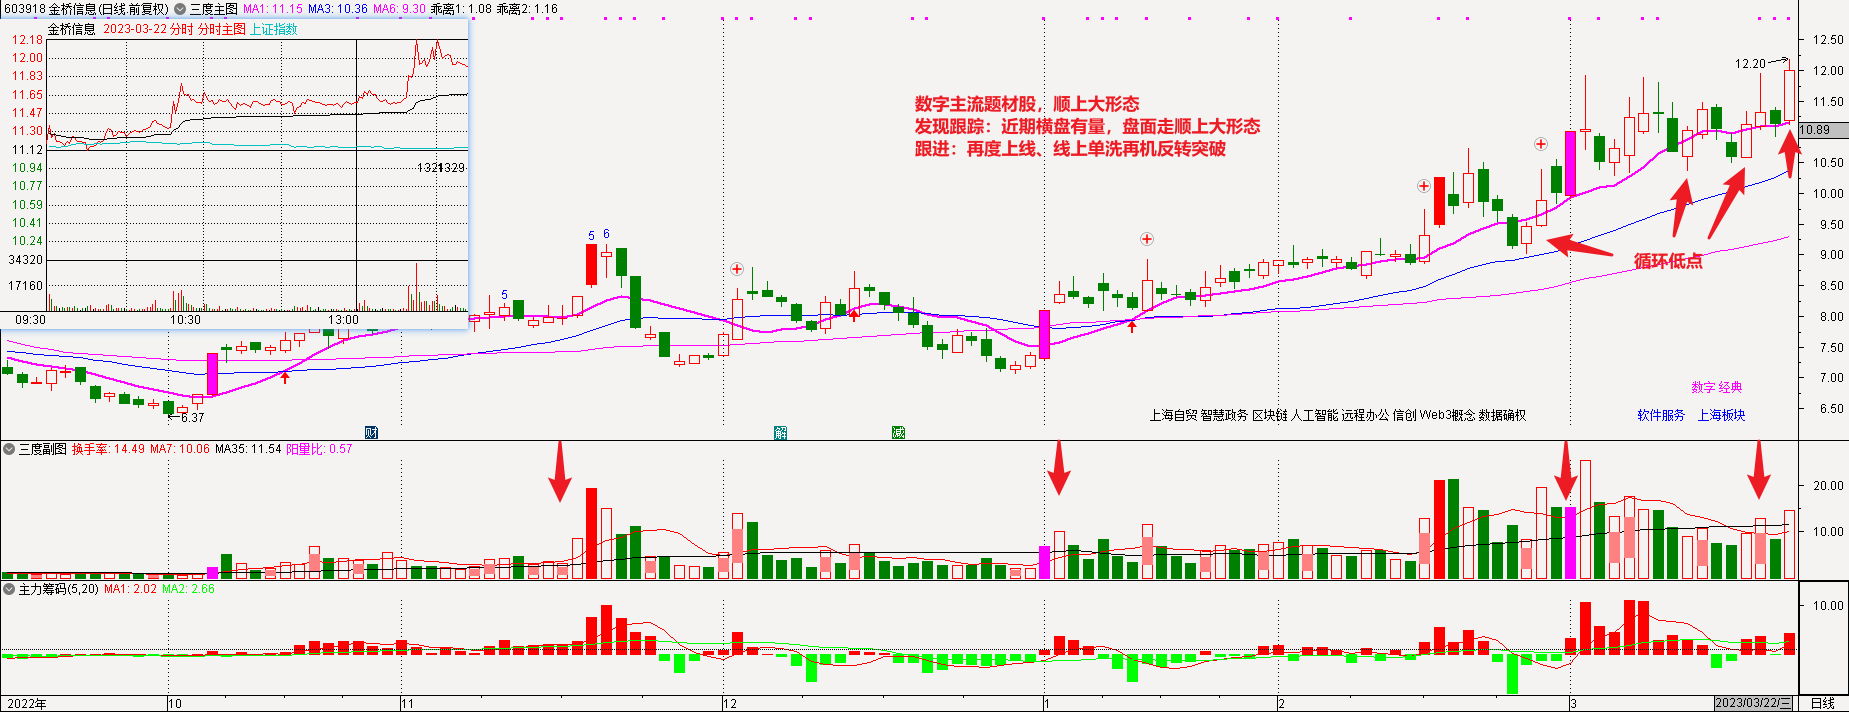 603918 金桥信息(日线.前复权) 三度主图 MA1: 11.15 MA3: 10.36 MA6: 9.30 乖离1: 1.08 乖离2: 1.16
金桥信息 2023-03-22 分时 分时主图 上证指数
12.18
12.00
11.83
11.65
11.47
11.30
11.12
10.94
10.77
10.59
10.41
10.24
34320
17160
13211329
09:30 10:30 13:00
数字主流题材股，顺上大形态
发现跟踪：近期横盘有量，盘面走顺上大形态
跟进：再度上线、线上单洗再机反转突破
12.20
12.50
12.00
11.50
10.89
10.50
10.00
9.50
9.00
8.50
8.00
7.50
7.00
6.50
5
5 6
6.37
循环低点
数字 经典
上海自贸 智慧政务 区块链 人工智能 远程办公 信创 Web3概念 数据确权
软件服务 上海板块
财 解 减
三度副图 换手率: 14.49 MA7: 10.06 MA35: 11.54 阳量比: 0.57
20.00
10.00
主力筹码(5,20) MA1: 2.02 MA2: 2.66
10.00
2022年 10 11 12 1 2 3 2023/03/22/三 日线